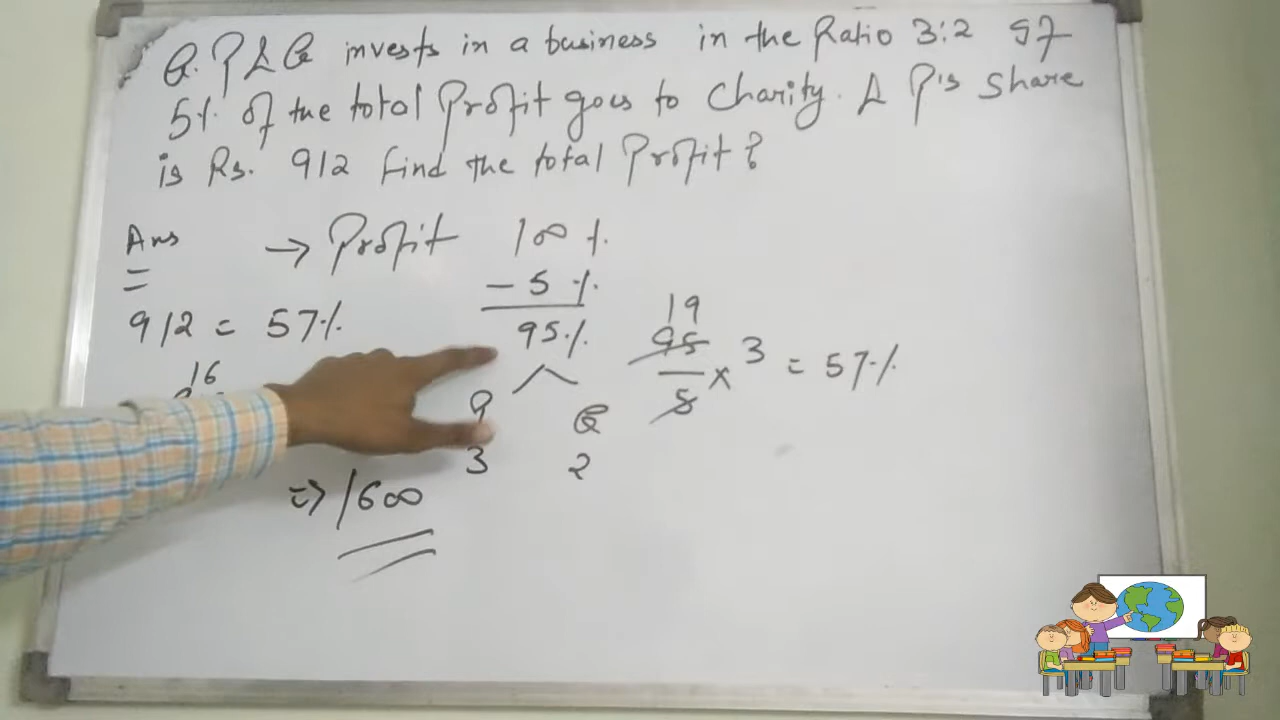 Q. P & Q invests in a business in the Ratio 3:2 If
5% of the total Profit goes to Charity. & P's Share
is Rs. 912 find the total Profit?
Ans
=
→ Profit 100 %
- 5 %
95%
912 = 57%
P Q
3 2
19
95
5 × 3 = 57%
16
⇒ 1600